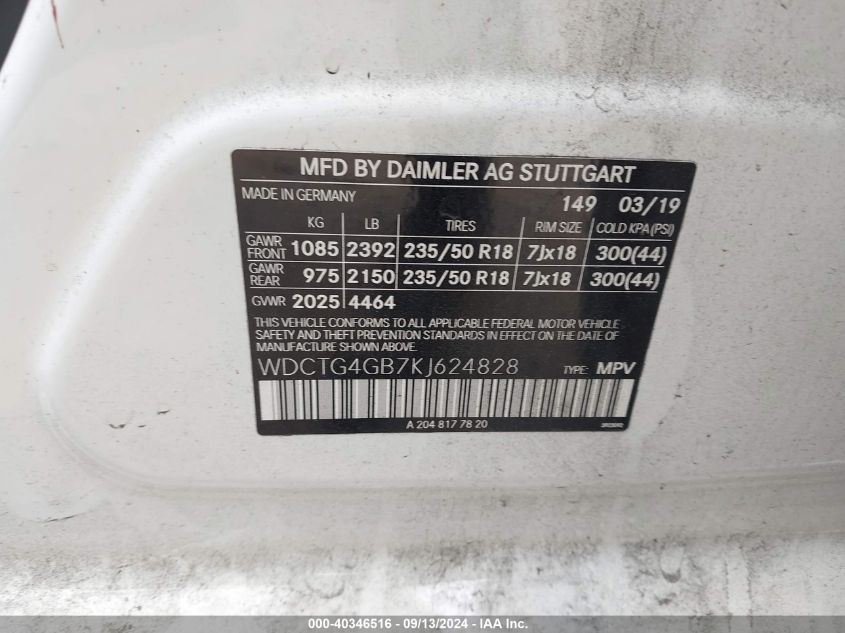 MFD BY DAIMLER AG STUTTGART
MADE IN GERMANY 149 03/19
KG LB TIRES RIM SIZE COLD KPA (PSI)
GAWR FRONT 1085 2392 235/50 R18 7Jx18 300(44)
GAWR REAR 975 2150 235/50 R18 7Jx18 300(44)
GVWR 2025 4464
THIS VEHICLE CONFORMS TO ALL APPLICABLE FEDERAL MOTOR VEHICLE
SAFETY AND THEFT PREVENTION STANDARDS IN EFFECT ON THE DATE OF
MANUFACTURE SHOWN ABOVE.
WDCTG4GB7KJ624828 TYPE: MPV
A 204 817 78 20
000-40346516 - 09/13/2024 - IAAI Inc.